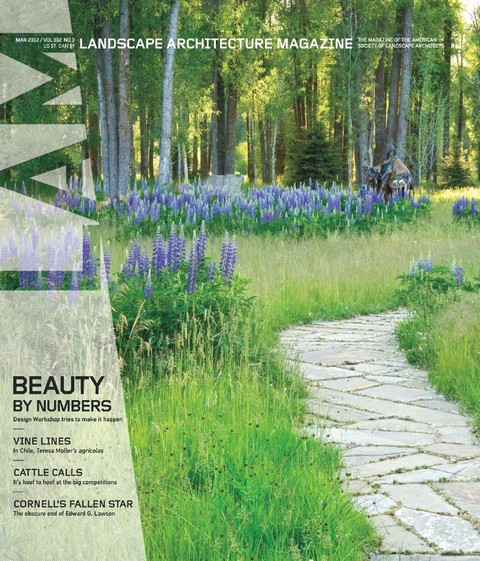 MAR 2012 / VOL 102 NO 3
US $7 CAN $9
LANDSCAPE ARCHITECTURE MAGAZINE
THE MAGAZINE OF THE AMERICAN
SOCIETY OF LANDSCAPE ARCHITECTS
LAM
BEAUTY
BY NUMBERS
Design Workshop tries to make it happen
VINE LINES
In Chile, Teresa Moller's agrícolas
CATTLE CALLS
It's hoof to hoof at the big competitions
CORNELL'S FALLEN STAR
The obscure end of Edward G. Lawson